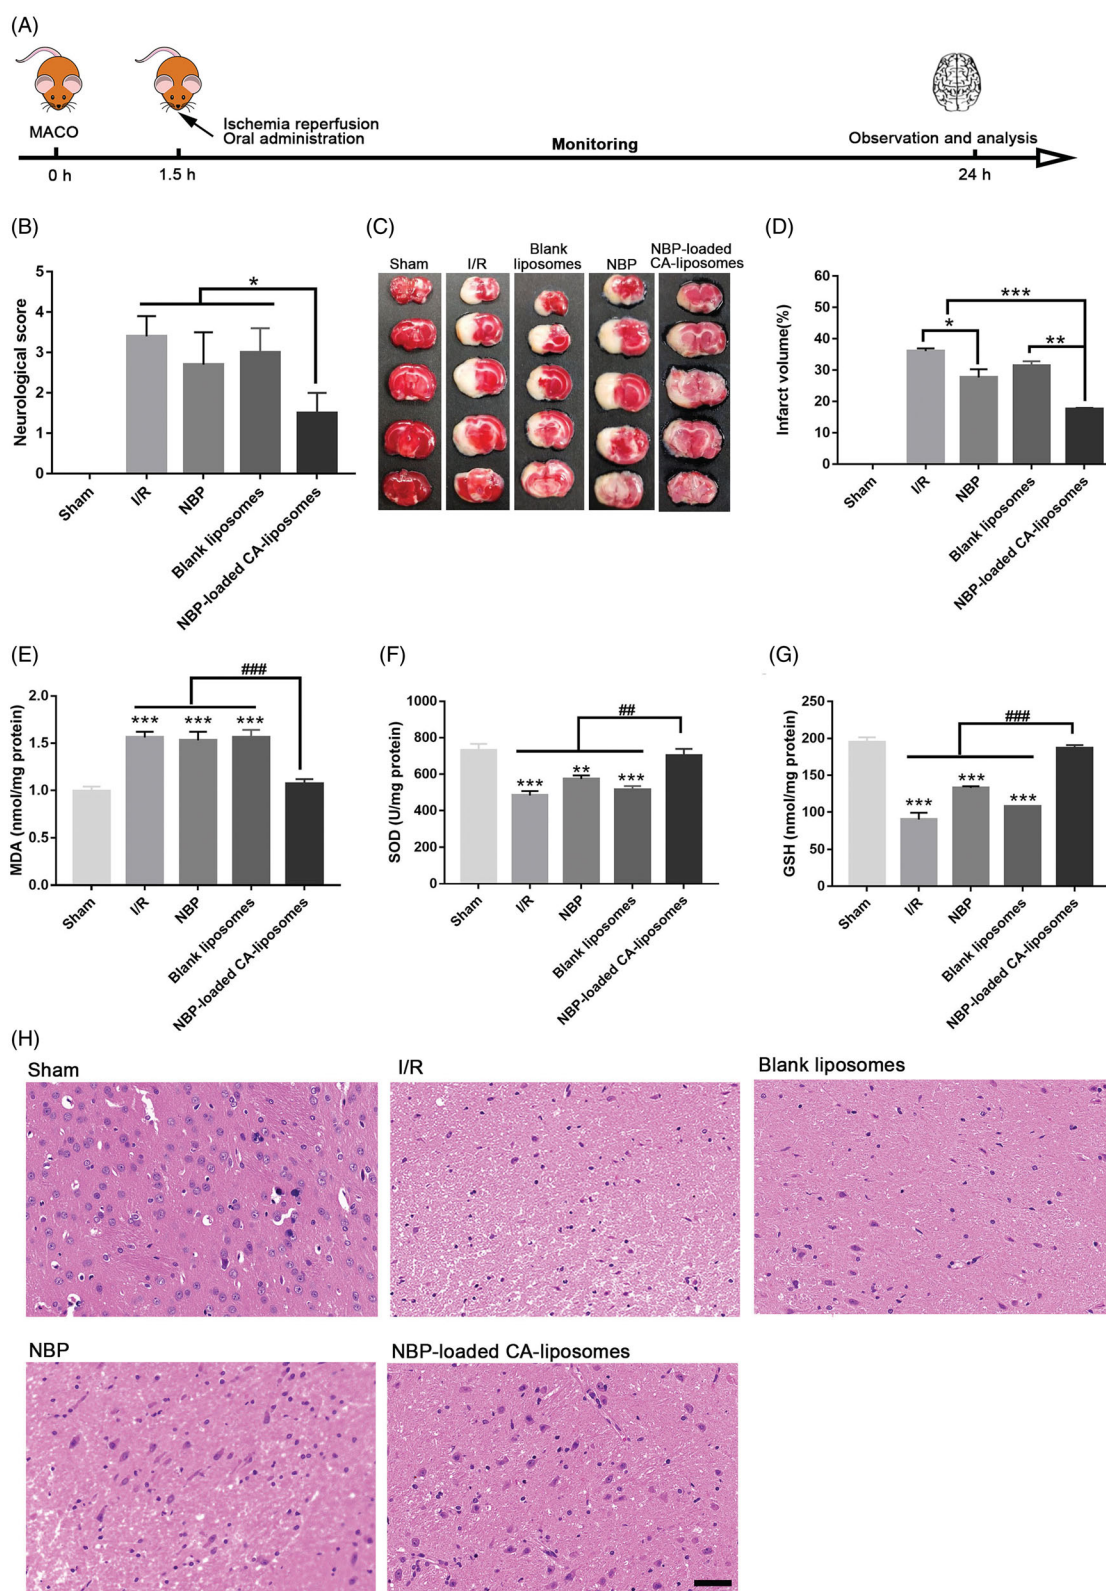 (A)
MACO
Ischemia reperfusion
Oral administration
Monitoring
Observation and analysis
0 h
1.5 h
24 h
(B)
Neurological score
5
4
3
2
1
0
*
Sham
I/R
NBP
Blank liposomes
NBP-loaded CA-liposomes
(C)
Sham
I/R
Blank
liposomes
NBP
NBP-loaded
CA-liposomes
(D)
Infarct volume(%)
60
50
40
30
20
10
0
***
*
**
Sham
I/R
NBP
Blank liposomes
NBP-loaded CA-liposomes
(E)
MDA (nmol/mg protein)
2.0
1.5
1.0
0.5
0.0
###
*** *** ***
Sham
I/R
NBP
Blank liposomes
NBP-loaded CA-liposomes
(F)
SOD (U/mg protein)
1000
800
600
400
200
0
##
*** ** ***
Sham
I/R
NBP
Blank liposomes
NBP-loaded CA-liposomes
(G)
GSH (nmol/mg protein)
250
200
150
100
50
0
###
*** *** ***
Sham
I/R
NBP
Blank liposomes
NBP-loaded CA-liposomes
(H)
Sham
I/R
Blank liposomes
NBP
NBP-loaded CA-liposomes